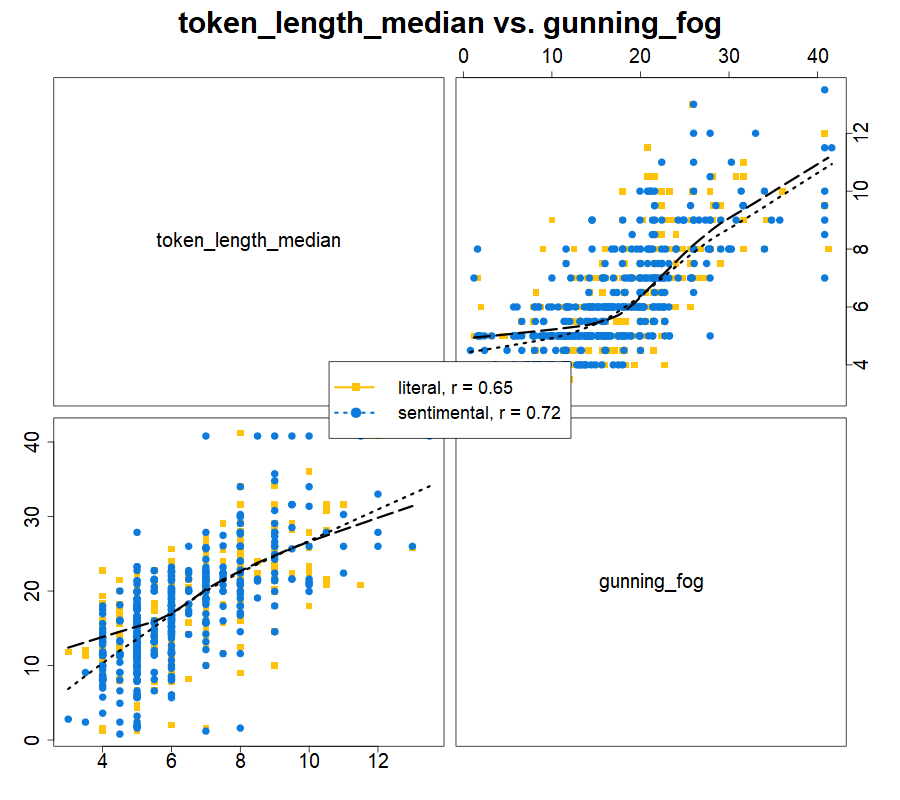 token_length_median vs. gunning_fog
0 10 20 30 40
token_length_median
4 6 8 10 12
literal, r = 0.65
sentimental, r = 0.72
0 10 20 30 40
gunning_fog
4 6 8 10 12